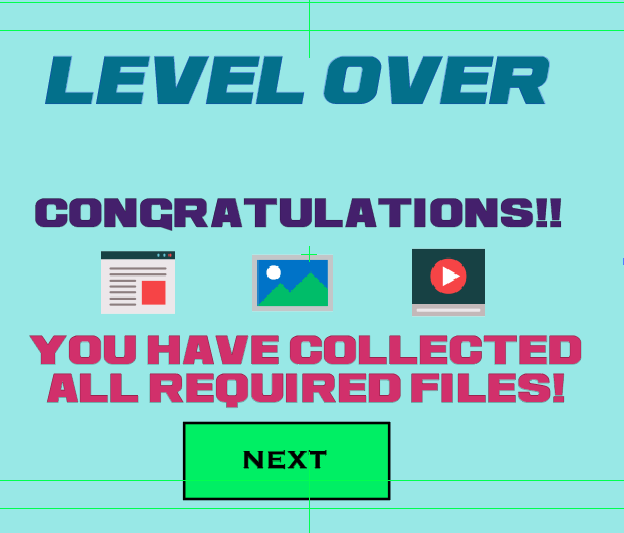 LEVEL OVER
CONGRATULATIONS!!
YOU HAVE COLLECTED
ALL REQUIRED FILES!
NEXT